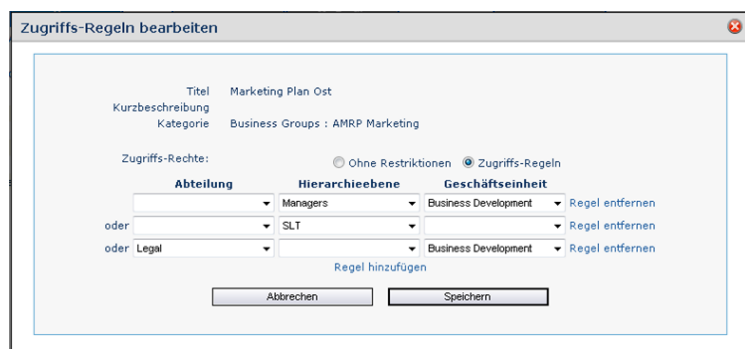 Zugriffs-Regeln bearbeiten
Titel Marketing Plan Ost
Kurzbeschreibung
Kategorie Business Groups : AMRP Marketing
Zugriffs-Rechte: Ohne Restriktionen Zugriffs-Regeln
Abteilung Hierarchieebene Geschäftseinheit
Managers Business Development Regel entfernen
oder SLT Regel entfernen
oder Legal Business Development Regel entfernen
Regel hinzufügen
Abbrechen Speichern